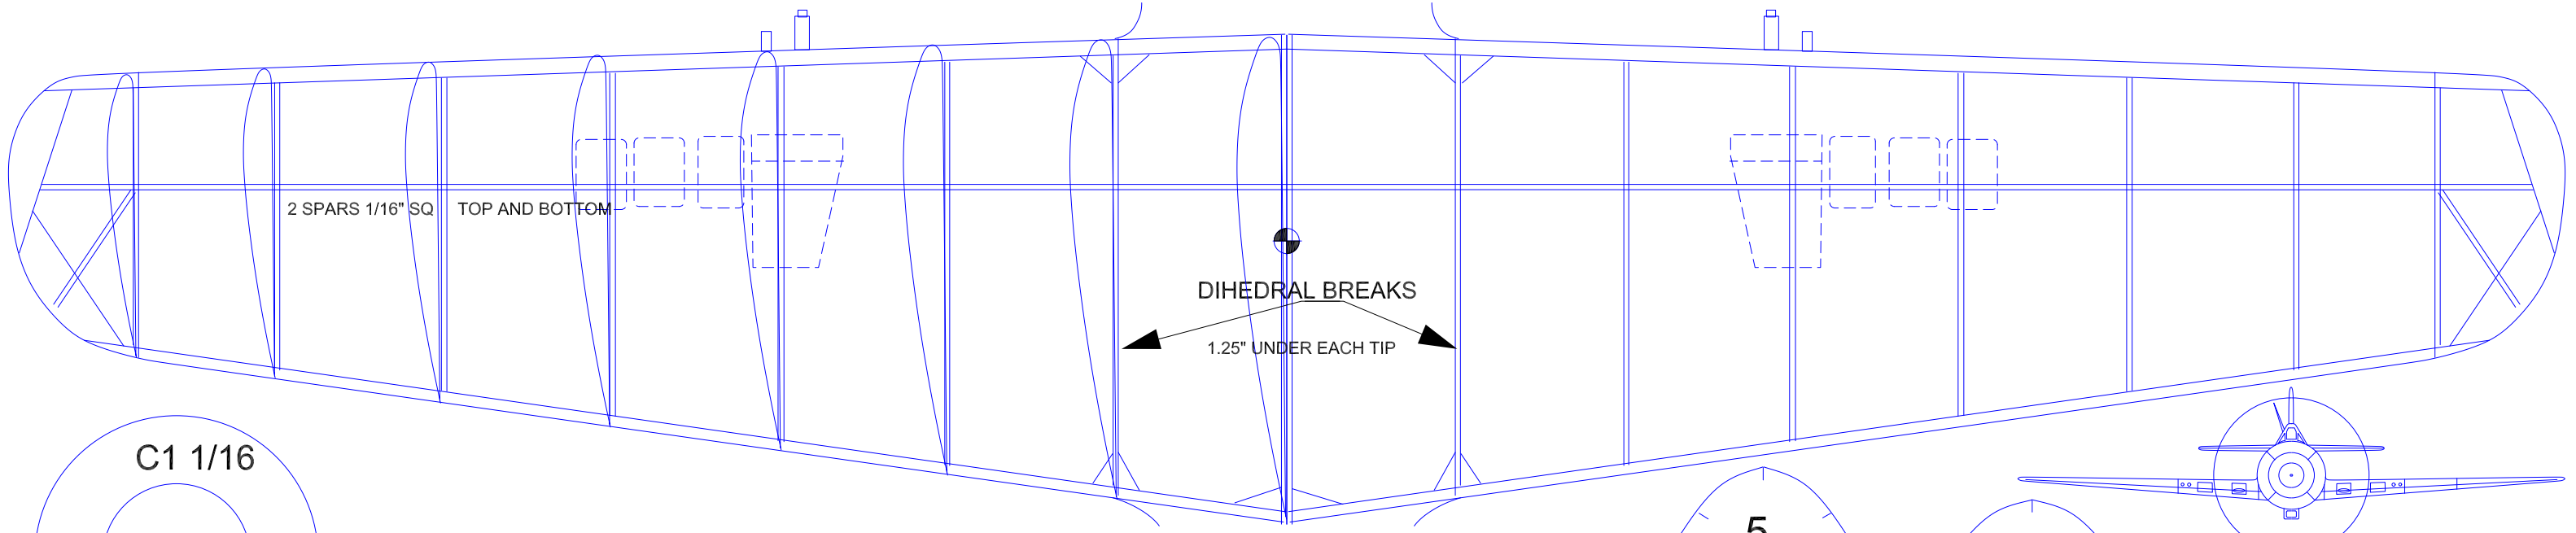 2 SPARS 1/16" SQ TOP AND BOTTOM
DIHEDRAL BREAKS
1.25" UNDER EACH TIP
C1 1/16
5